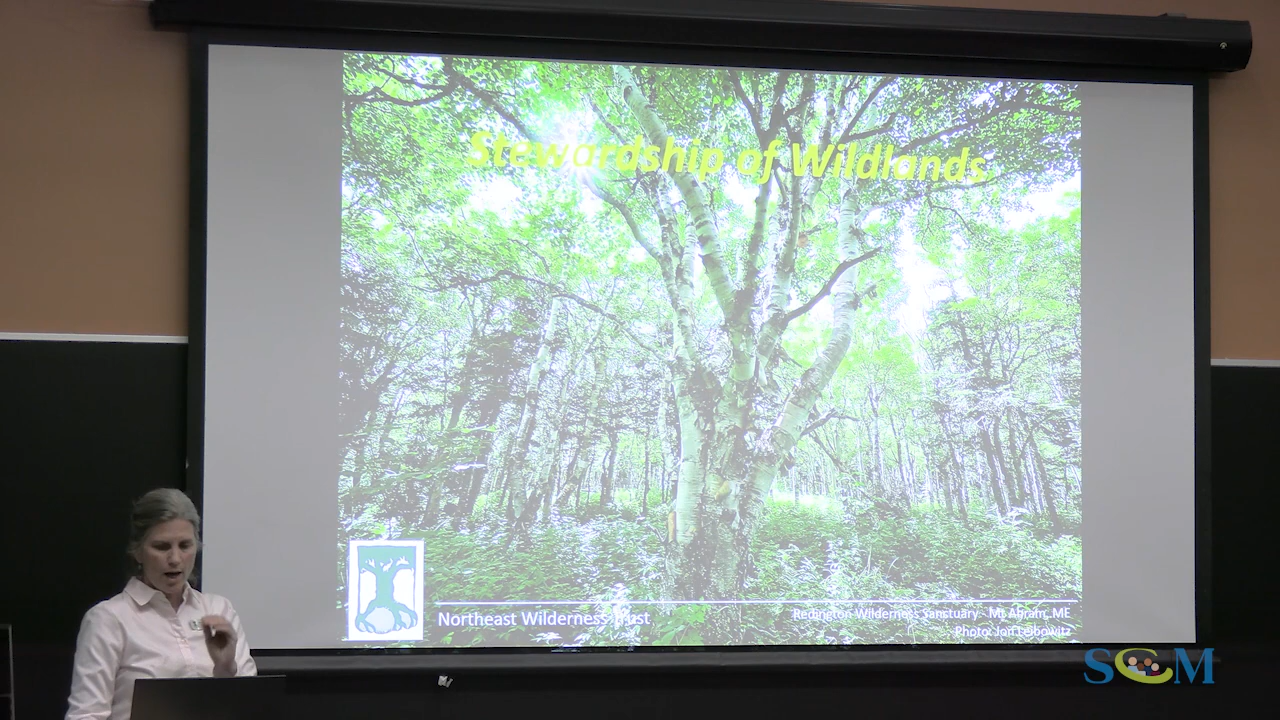 Stewardship of Wildlands
Northeast Wilderness Trust
Redington Wilderness Sanctuary - Mt Abram, ME
Photo: Jon Leibowitz
SCM